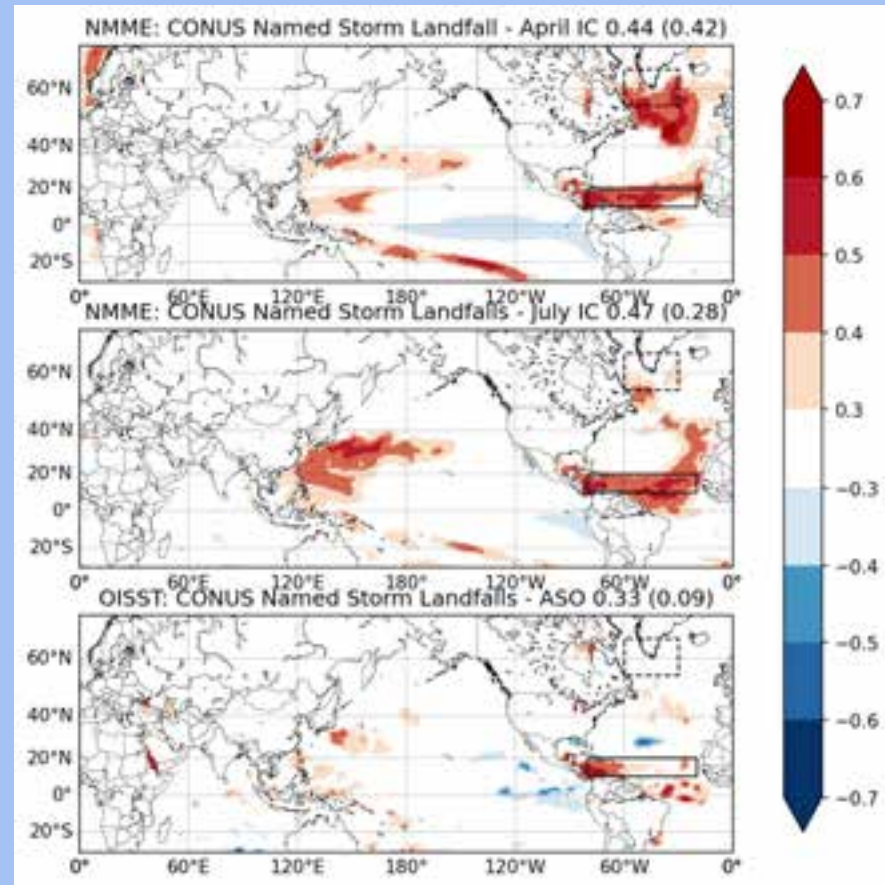 NMME: CONUS Named Storm Landfall - April IC 0.44 (0.42)
60°N
40°N
20°N
0°
20°S
0° 60°E 120°E 180° 120°W 60°W 0°
NMME: CONUS Named Storm Landfalls - July IC 0.47 (0.28)
60°N
40°N
20°N
0°
20°S
0° 60°E 120°E 180° 120°W 60°W 0°
OISST: CONUS Named Storm Landfalls - ASO 0.33 (0.09)
60°N
40°N
20°N
0°
20°S
0° 60°E 120°E 180° 120°W 60°W 0°
0.7
0.6
0.5
0.4
0.3
−0.3
−0.4
−0.5
−0.6
−0.7